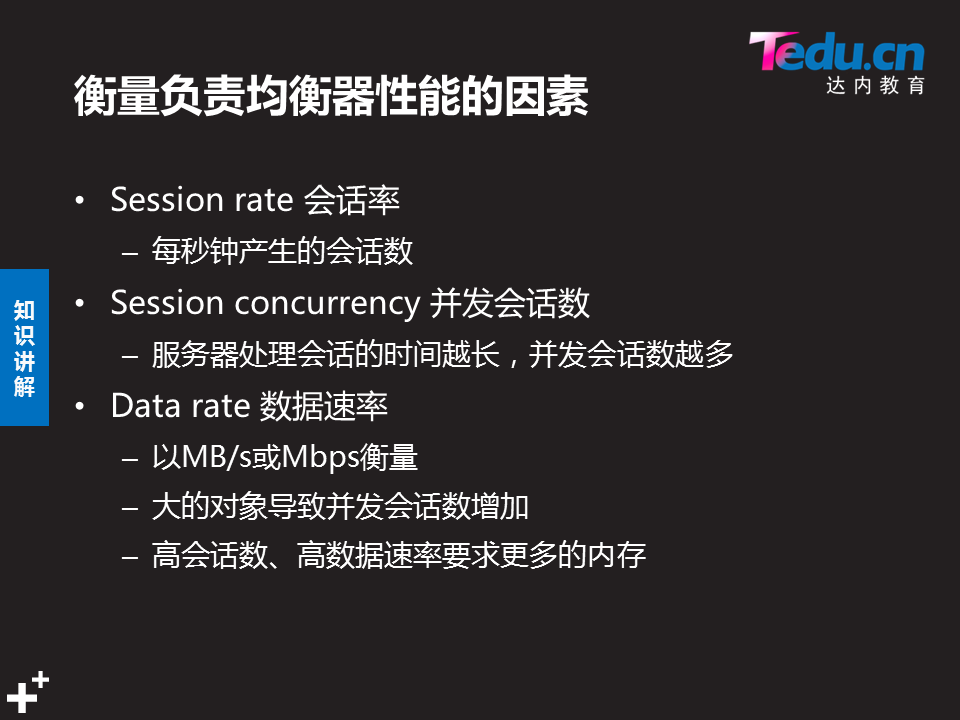 Tedu.cn
达内教育
衡量负责均衡器性能的因素
• Session rate 会话率
– 每秒钟产生的会话数
• Session concurrency 并发会话数
– 服务器处理会话的时间越长，并发会话数越多
• Data rate 数据速率
– 以MB/s或Mbps衡量
– 大的对象导致并发会话数增加
– 高会话数、高数据速率要求更多的内存
知识讲解